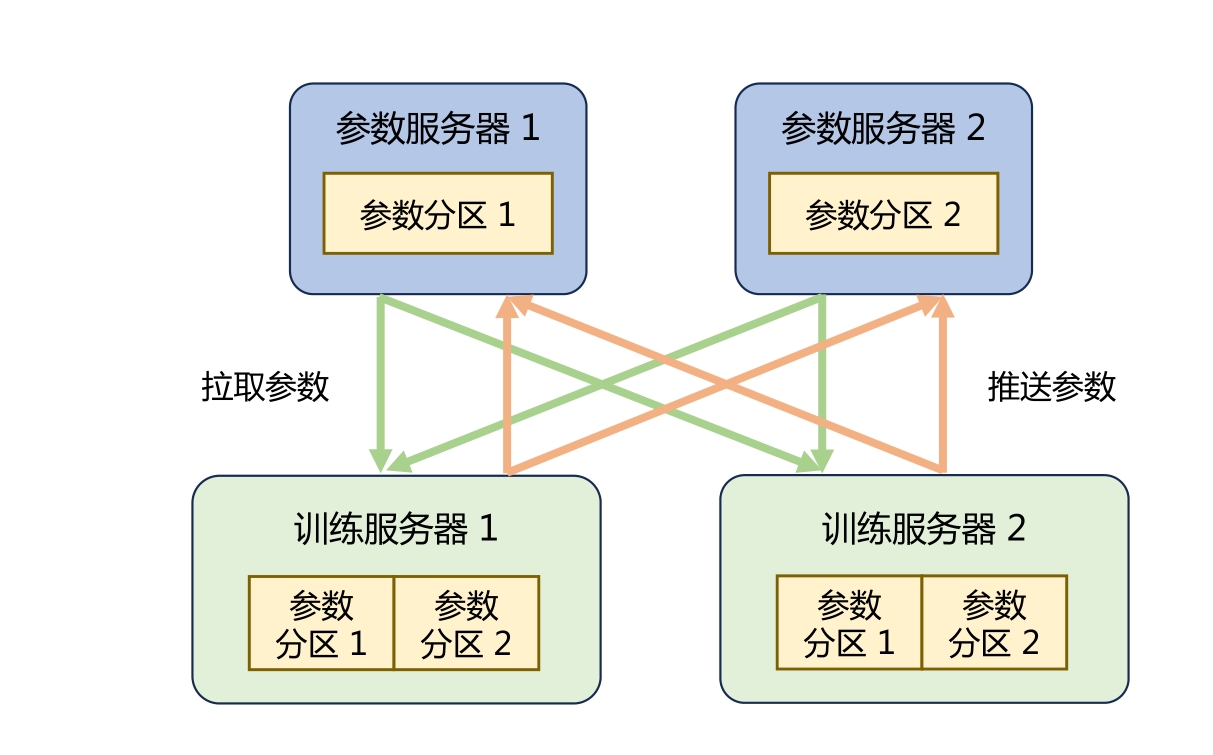 参数服务器 1
参数服务器 2
参数分区 1
参数分区 2
拉取参数
推送参数
训练服务器 1
训练服务器 2
参数
分区 1
参数
分区 2
参数
分区 1
参数
分区 2